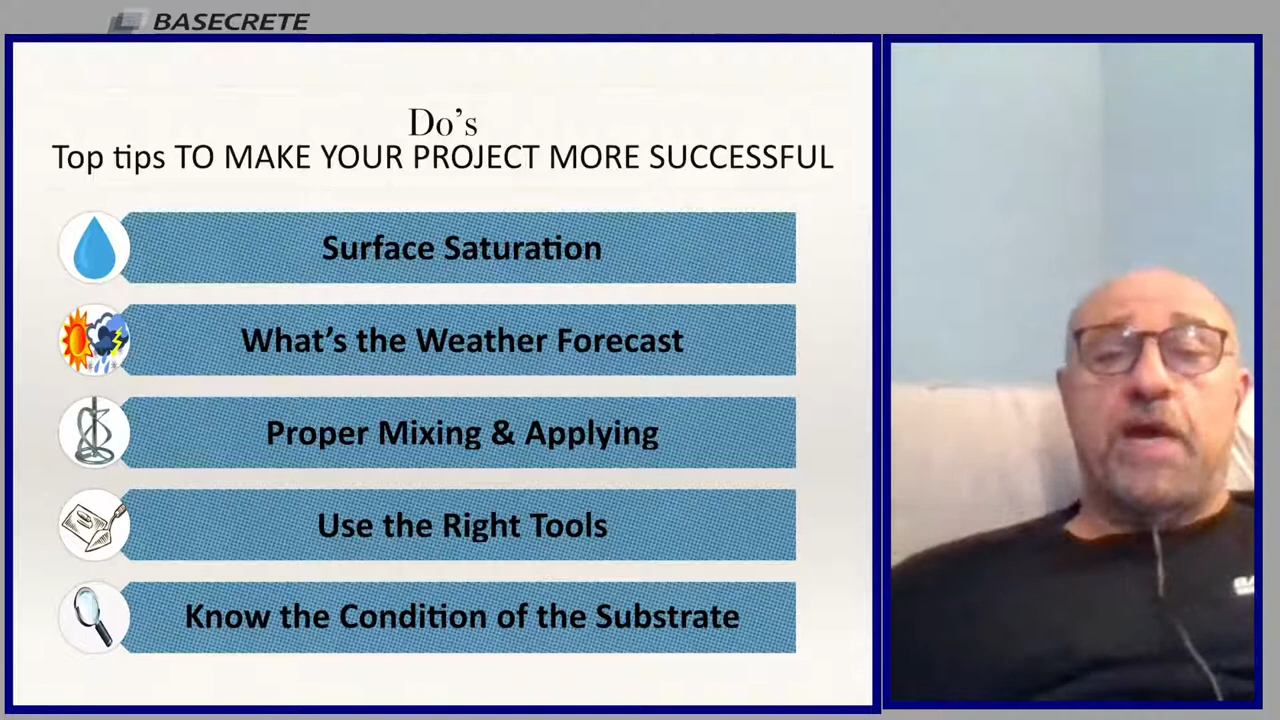 BASECRETE
Do’s
Top tips TO MAKE YOUR PROJECT MORE SUCCESSFUL
Surface Saturation
What’s the Weather Forecast
Proper Mixing & Applying
Use the Right Tools
Know the Condition of the Substrate